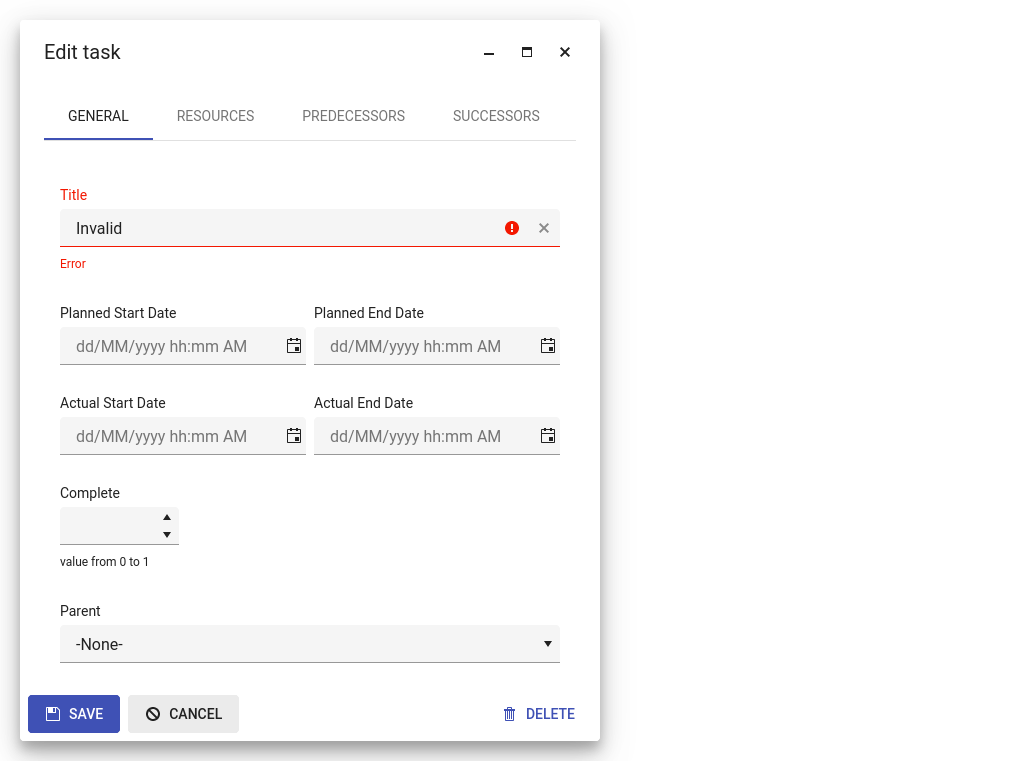 Edit task
GENERAL RESOURCES PREDECESSORS SUCCESSORS
Title
Invalid
Error
Planned Start Date Planned End Date
dd/MM/yyyy hh:mm AM dd/MM/yyyy hh:mm AM
Actual Start Date Actual End Date
dd/MM/yyyy hh:mm AM dd/MM/yyyy hh:mm AM
Complete
value from 0 to 1
Parent
-None-
SAVE CANCEL DELETE